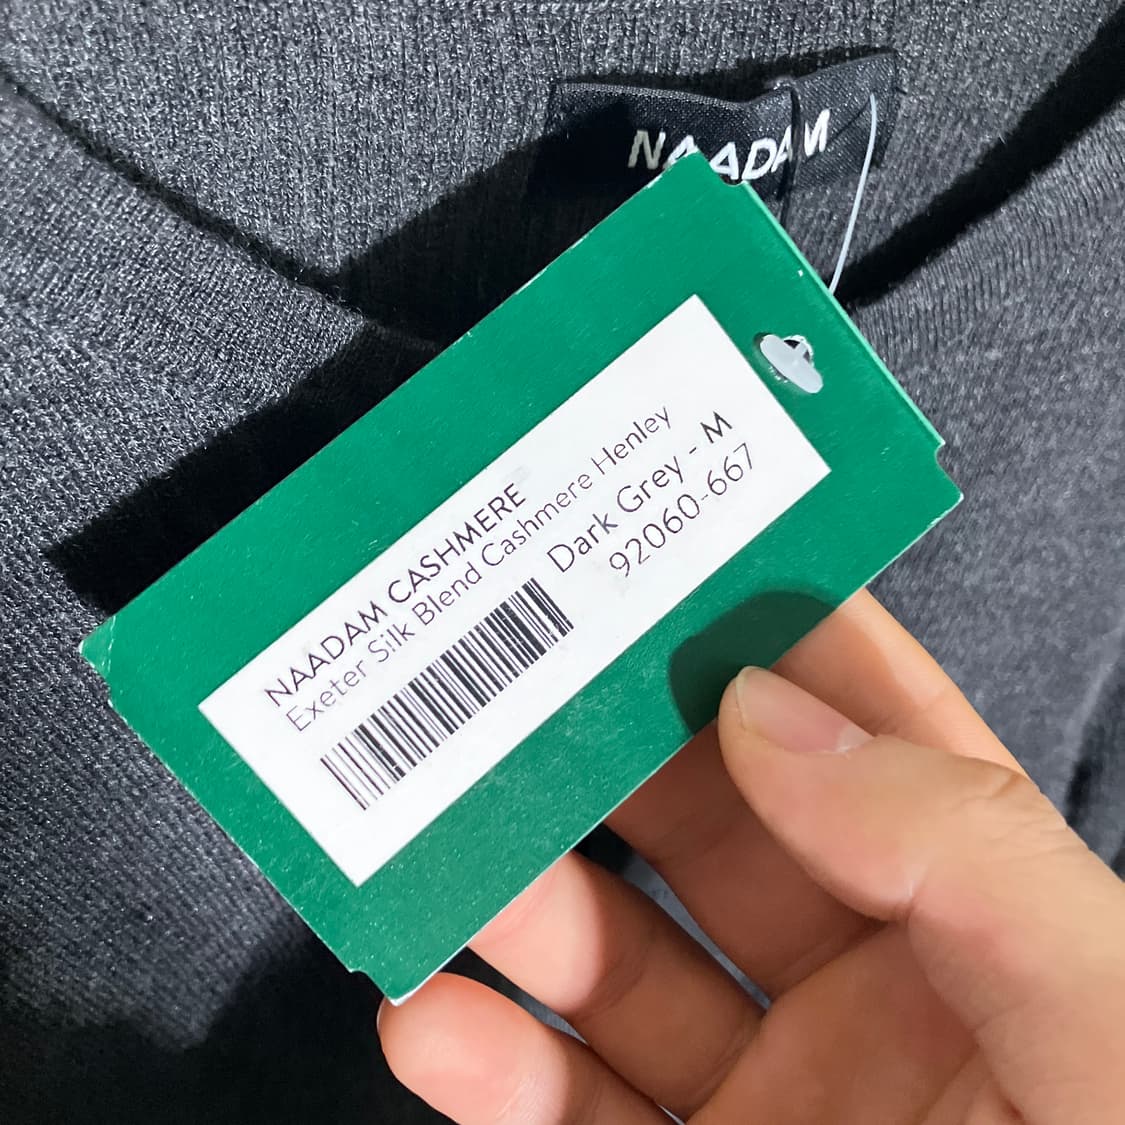 NAADAM
NAADAM CASHMERE
Exeter Silk Blend Cashmere Henley
Dark Grey - M
92060-667